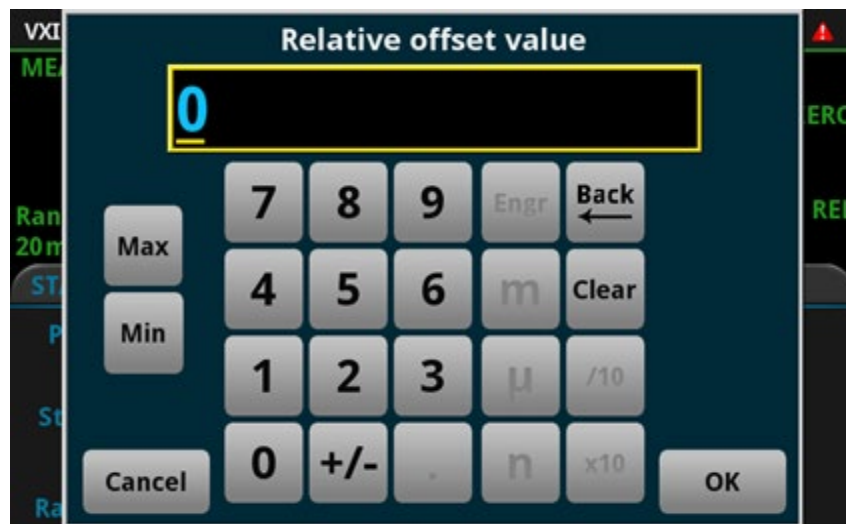 VXI
Relative offset value
0
7 8 9 Engr Back
Max
4 5 6 m Clear
Min
1 2 3 µ /10
0 +/- . n x10
Cancel
OK
20m